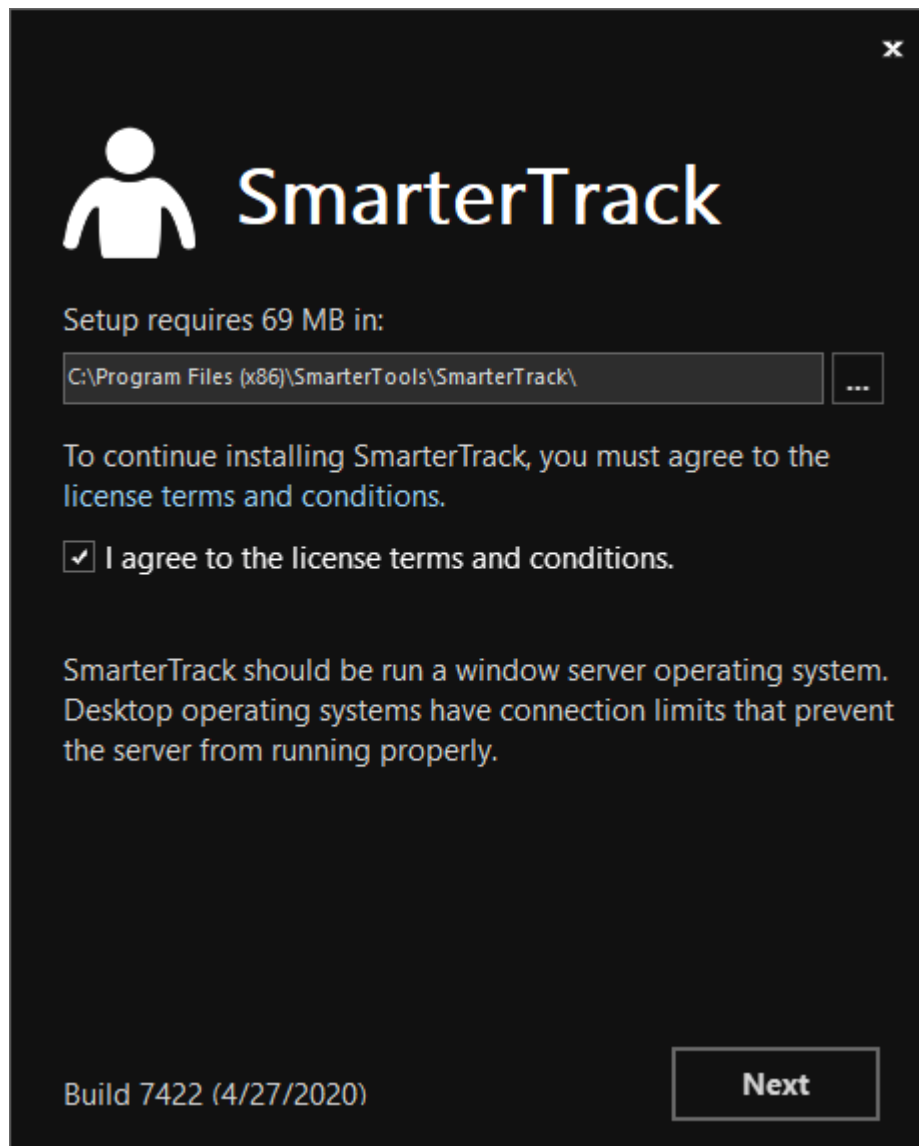 x
SmarterTrack
Setup requires 69 MB in:
C:\Program Files (x86)\SmarterTools\SmarterTrack\
...
To continue installing SmarterTrack, you must agree to the
license terms and conditions.
I agree to the license terms and conditions.
SmarterTrack should be run a window server operating system.
Desktop operating systems have connection limits that prevent
the server from running properly.
Build 7422 (4/27/2020)
Next